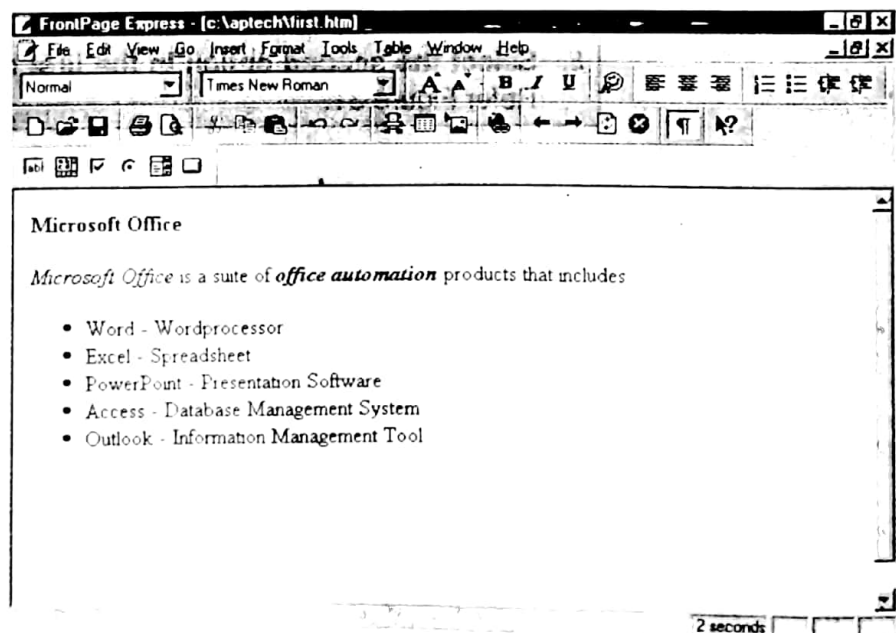 FrontPage Express - [c:\aptech\first.htm]
File Edit View Go Insert Format Tools Table Window Help
Normal Times New Roman A A B I U
¶ ?
abl
Microsoft Office
Microsoft Office is a suite of office automation products that includes
• Word - Wordprocessor
• Excel - Spreadsheet
• PowerPoint - Presentation Software
• Access - Database Management System
• Outlook - Information Management Tool
2 seconds